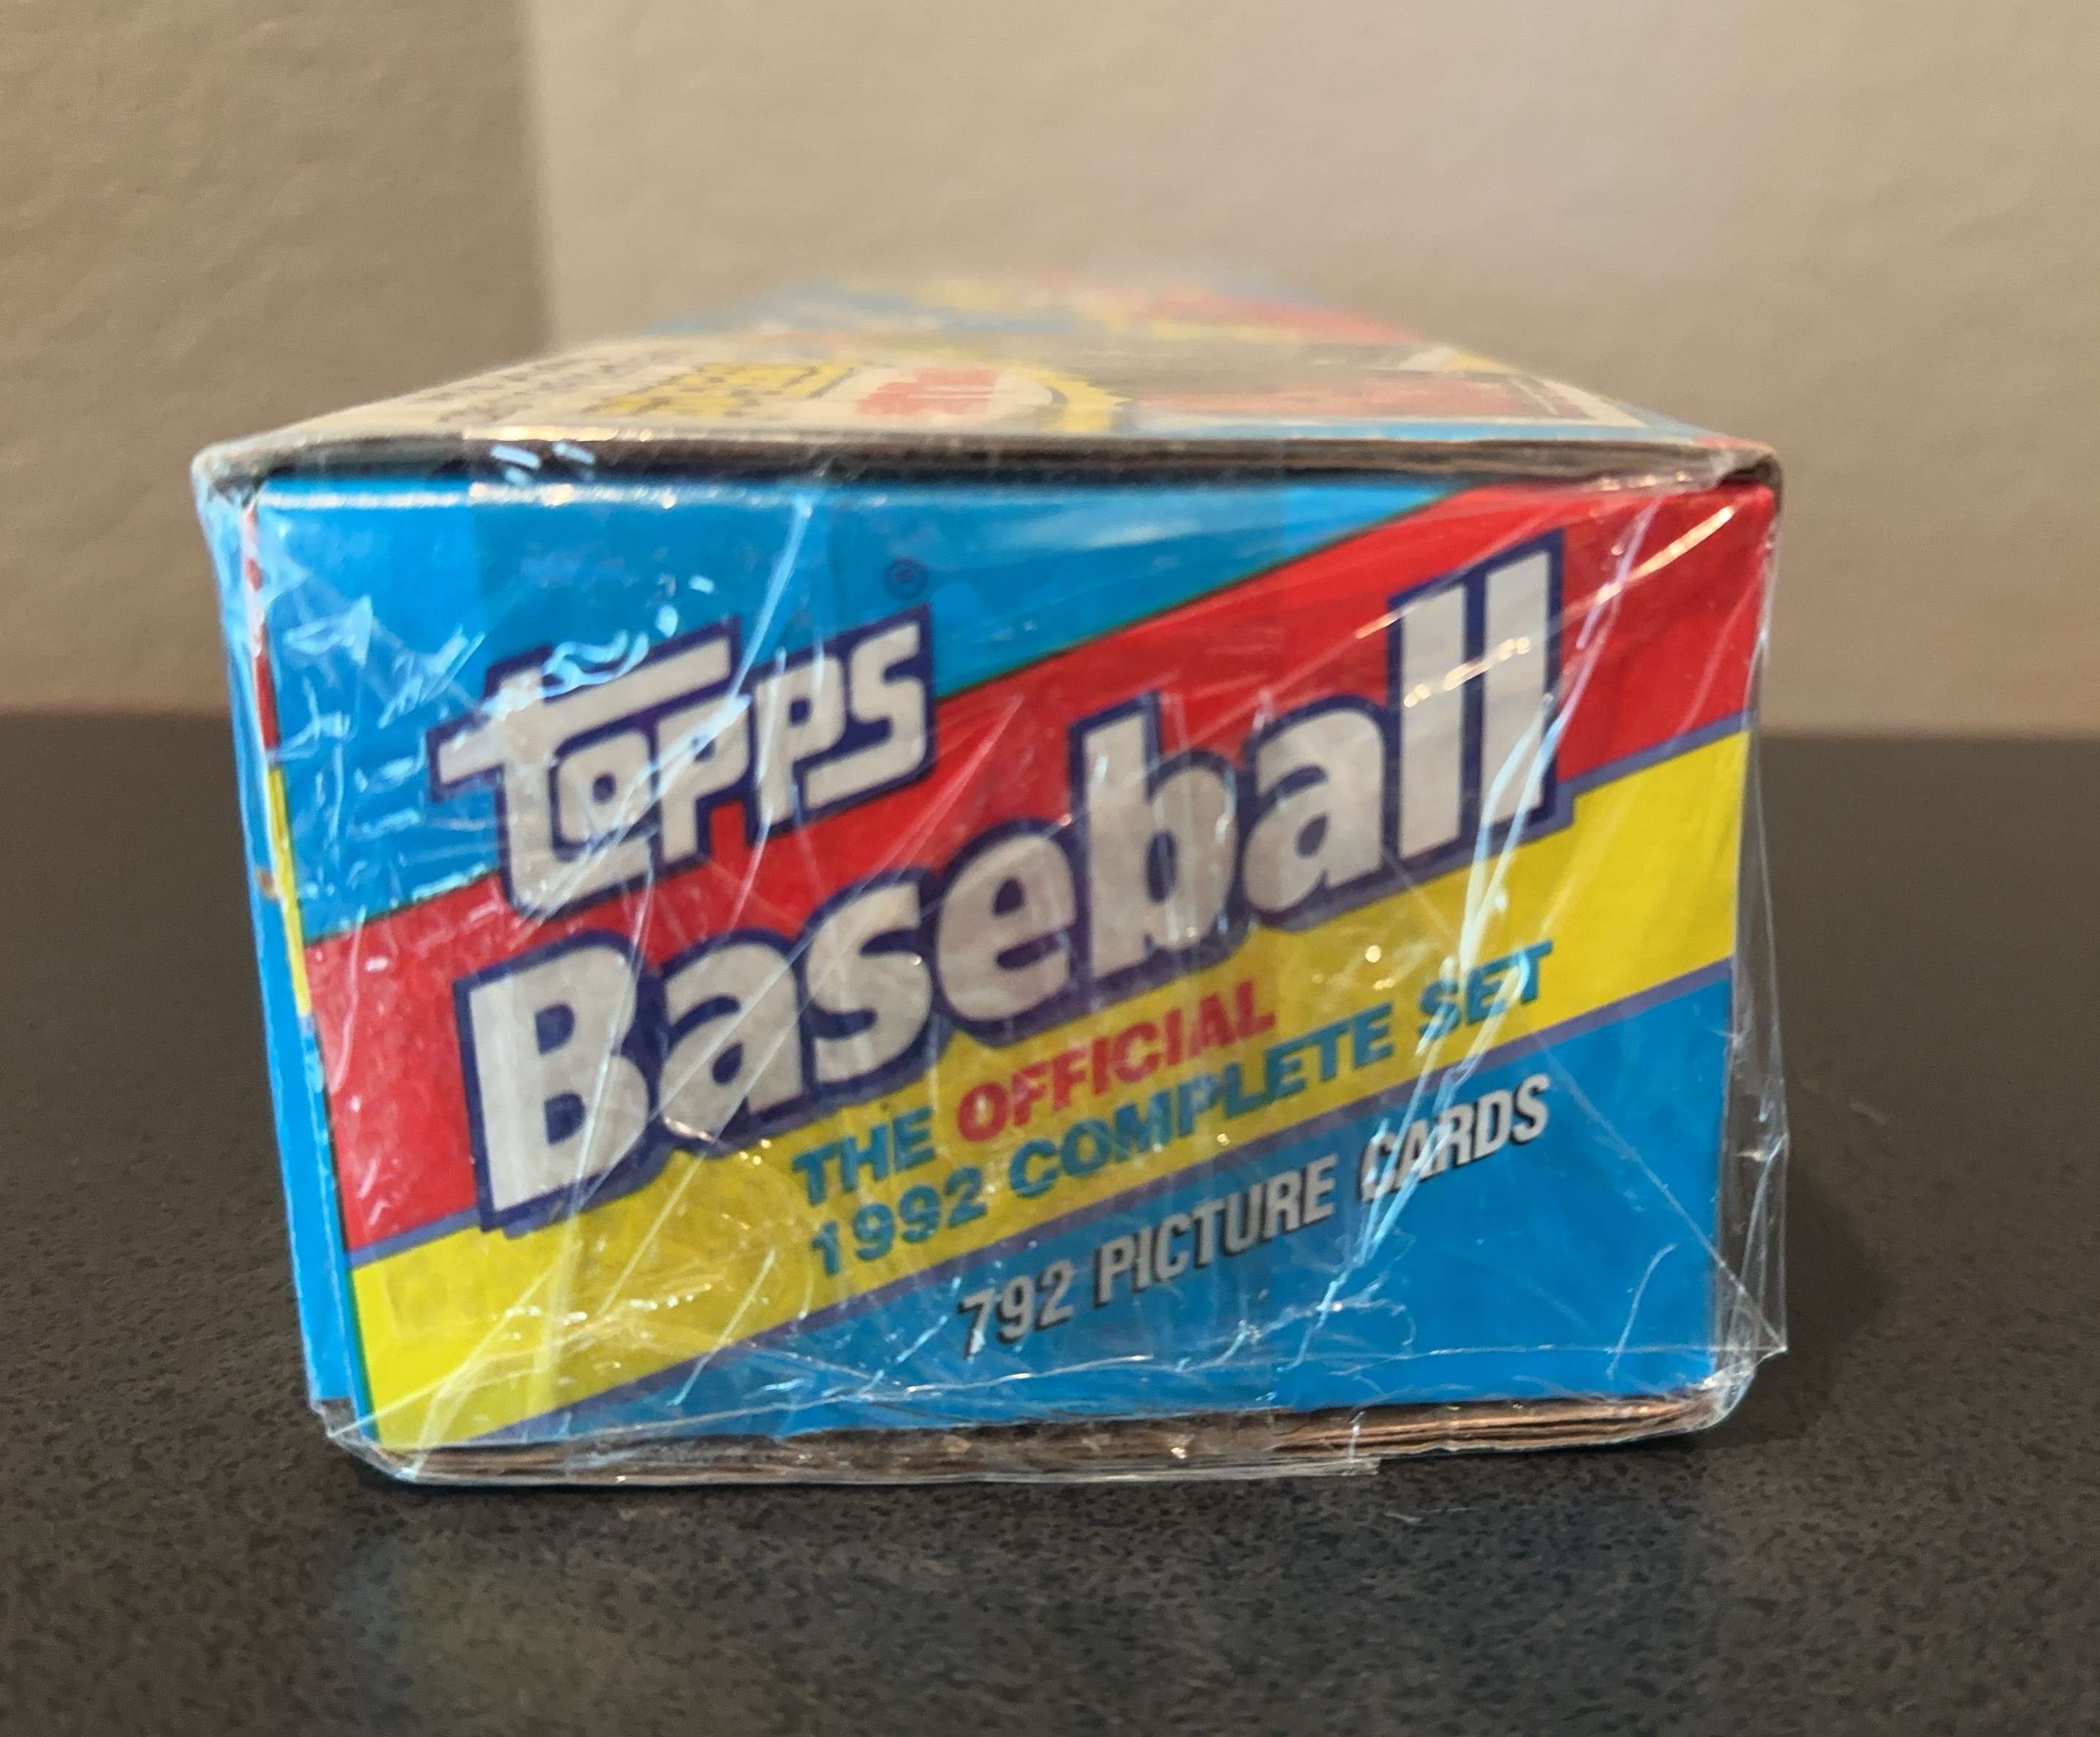 Topps®
Baseball
THE OFFICIAL
1992 COMPLETE SET
792 PICTURE CARDS